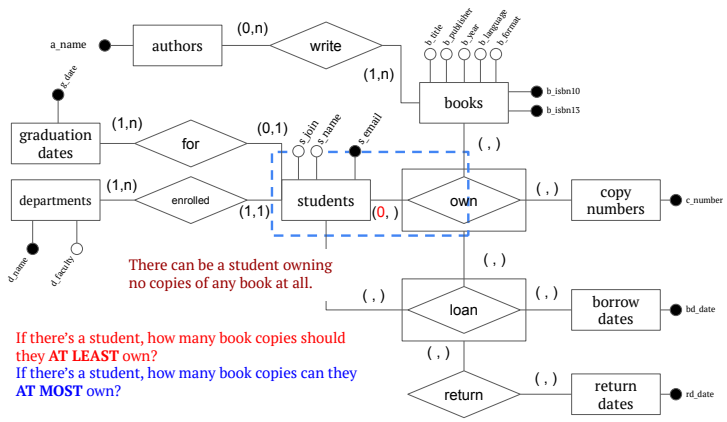 b_title
b_publisher
b_year
b_language
b_format
a_name
authors
(0,n)
write
(1,n)
books
b_isbn10
b_isbn13
g_date
graduation
dates
(1,n)
for
(0,1)
s_join
s_name
s_email
( , )
departments
(1,n)
enrolled
(1,1)
students
(0, )
own
( , )
copy
numbers
c_number
d_name
d_faculty
There can be a student owning
no copies of any book at all.
( , )
( , )
loan
( , )
borrow
dates
bd_date
If there’s a student, how many book copies should
they AT LEAST own?
If there’s a student, how many book copies can they
AT MOST own?
( , )
return
( , )
return
dates
rd_date